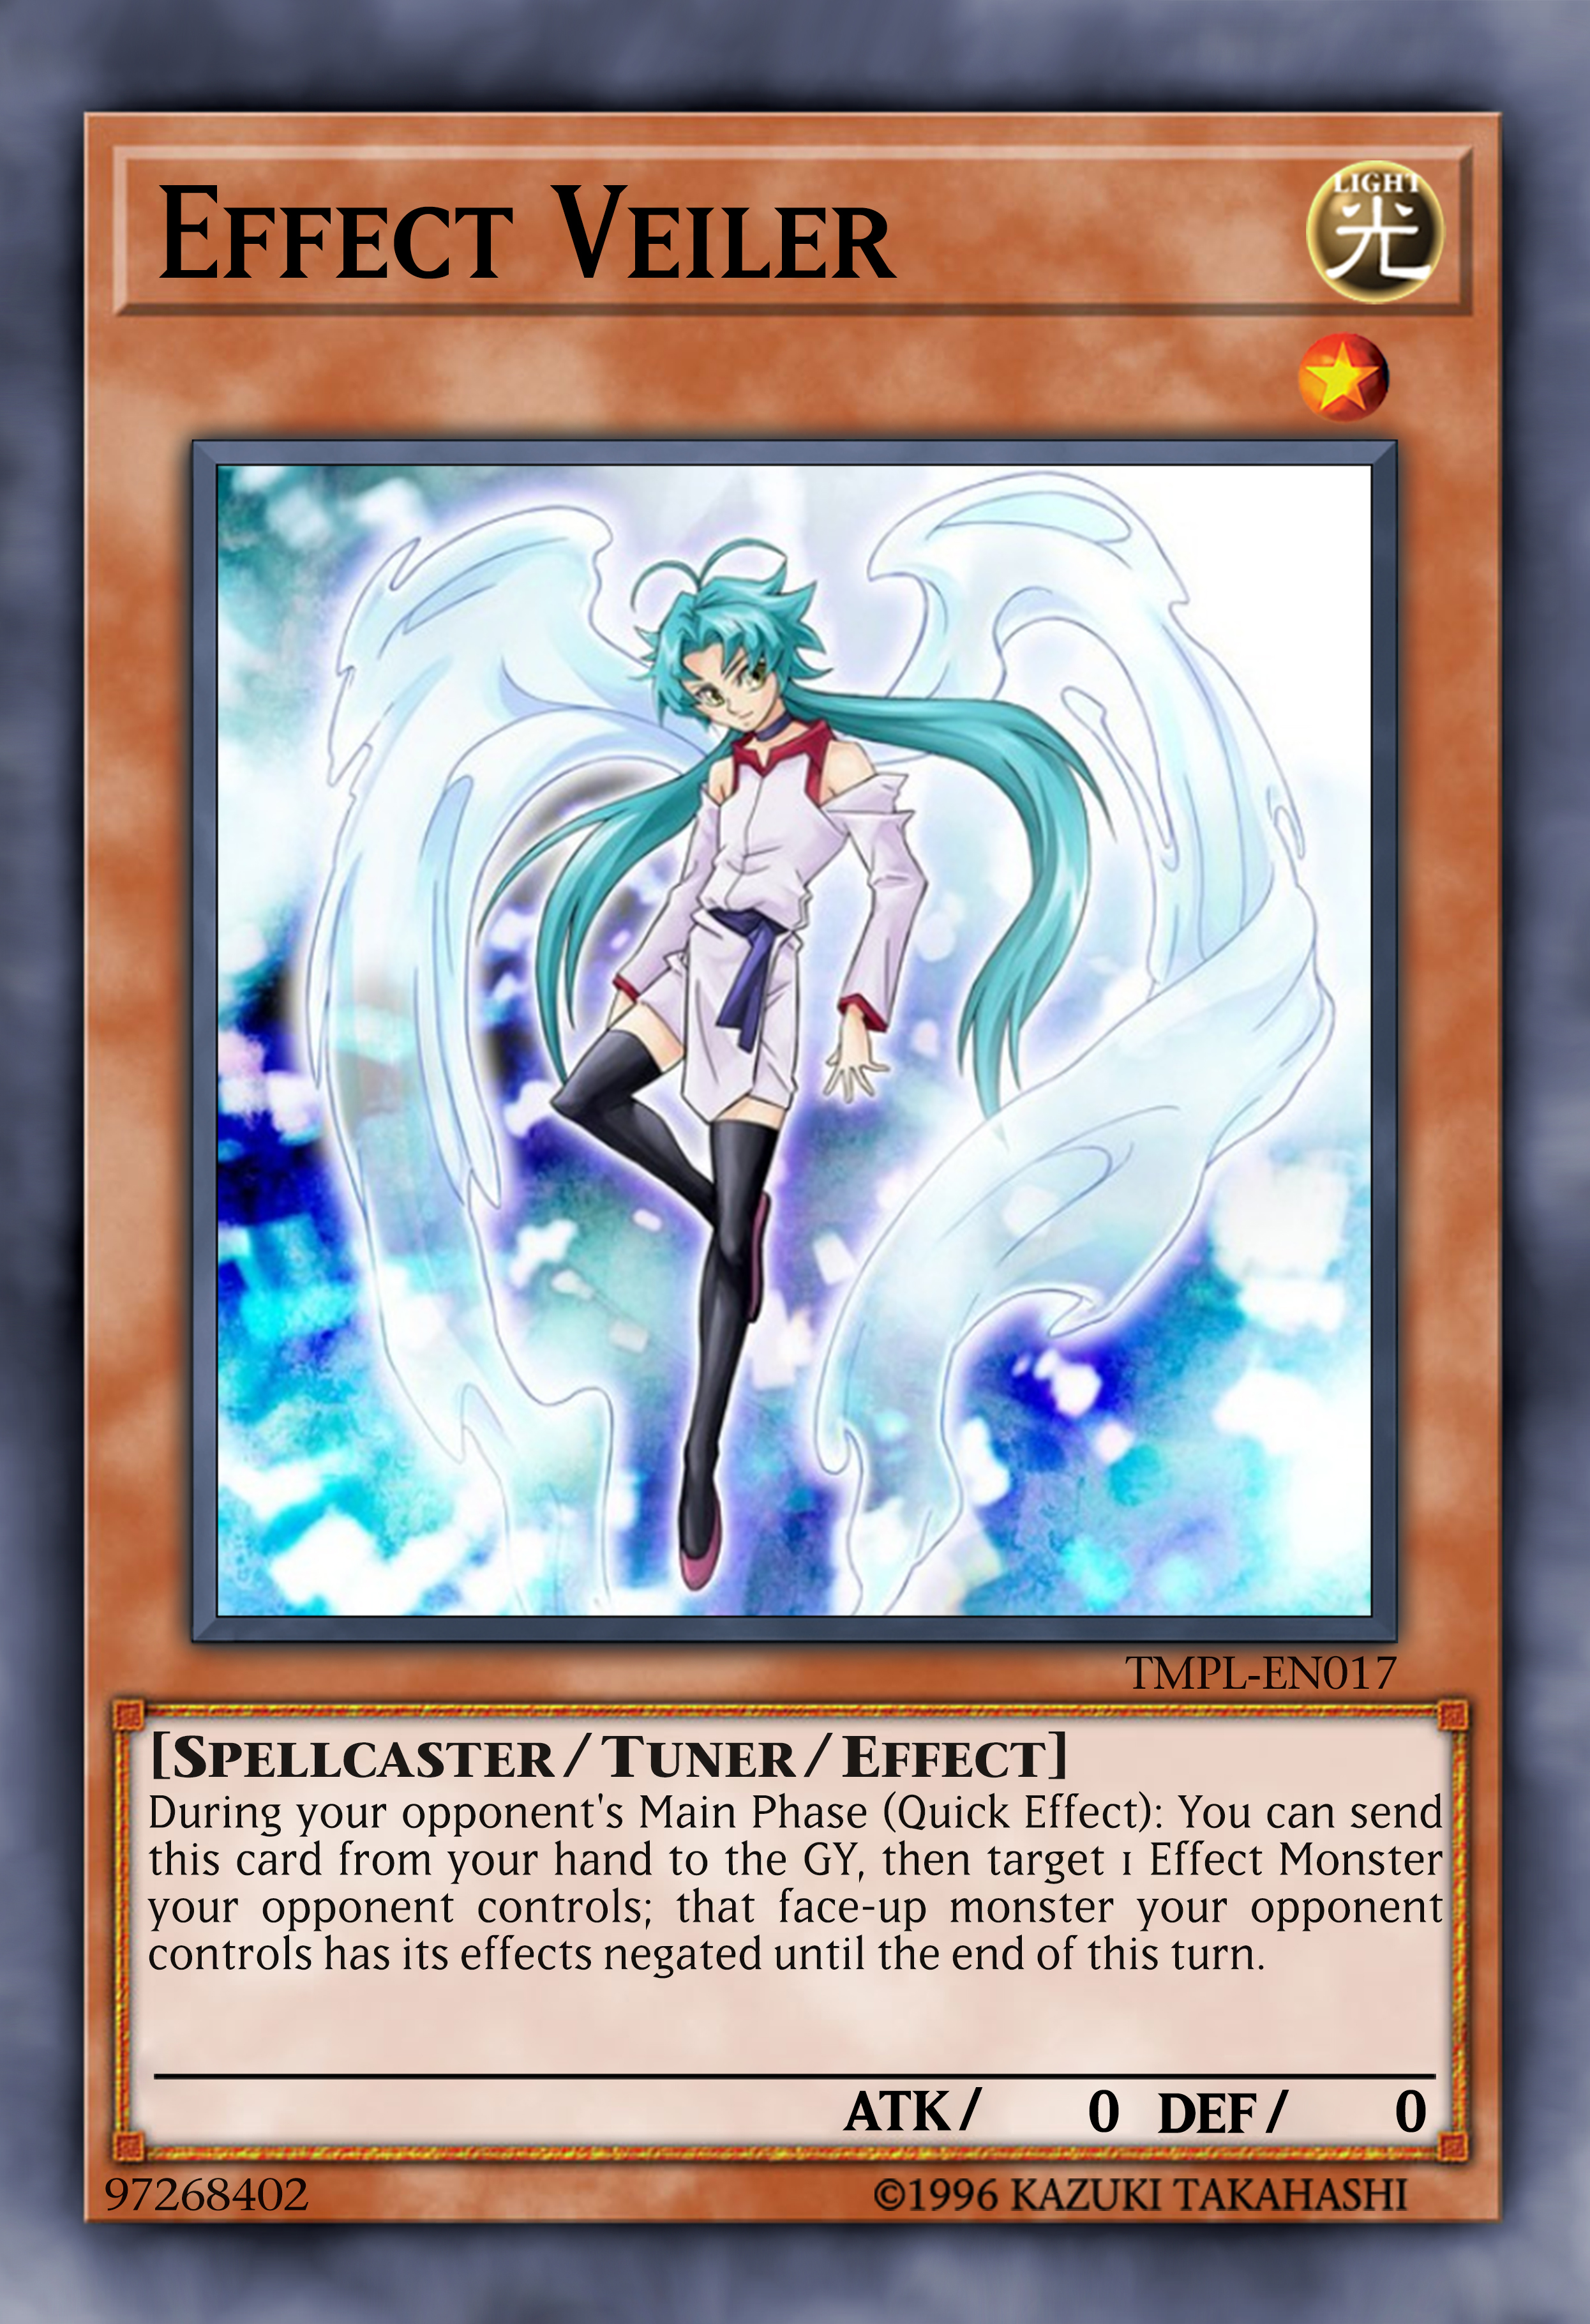 Effect Veiler
LIGHT
光
TMPL-EN017
[Spellcaster/Tuner/Effect]
During your opponent's Main Phase (Quick Effect): You can send
this card from your hand to the GY, then target 1 Effect Monster
your opponent controls; that face-up monster your opponent
controls has its effects negated until the end of this turn.
ATK/ 0 DEF/ 0
97268402 ©1996 KAZUKI TAKAHASHI